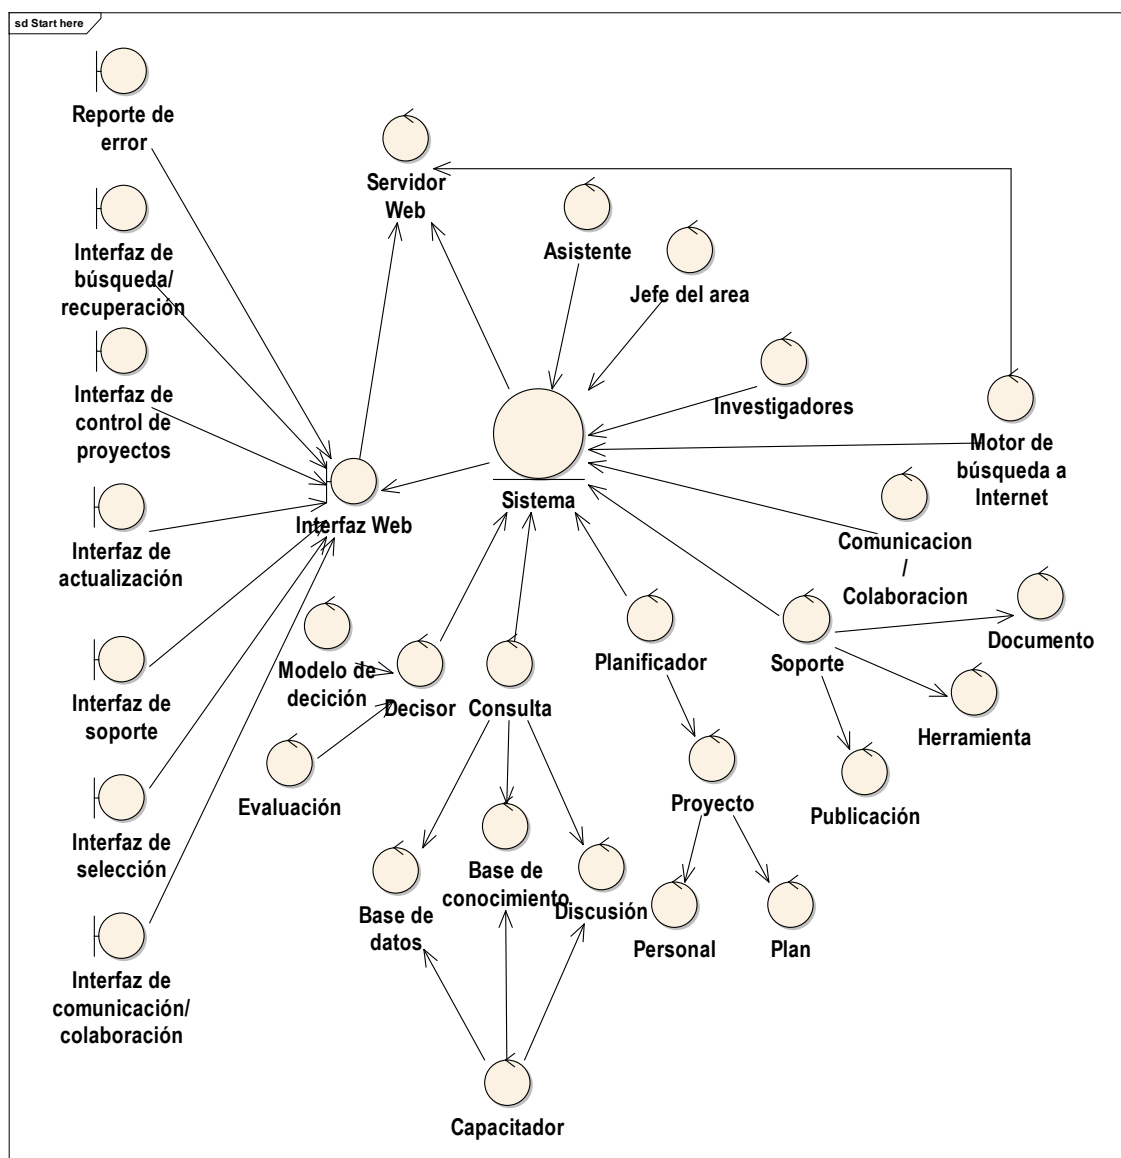 sd Start here
Reporte de
error
Servidor
Web
Interfaz de
búsqueda/
recuperación
Asistente
Jefe del area
Interfaz de
control de
proyectos
Investigadores
Motor de
búsqueda a
Internet
Sistema
Interfaz Web
Interfaz de
actualización
Comunicacion
/
Colaboracion
Documento
Modelo de
decición
Decisor
Consulta
Planificador
Soporte
Interfaz de
soporte
Herramienta
Evaluación
Proyecto
Publicación
Interfaz de
selección
Base de
conocimiento
Base de
datos
Discusión
Personal
Plan
Interfaz de
comunicación/
colaboración
Capacitador